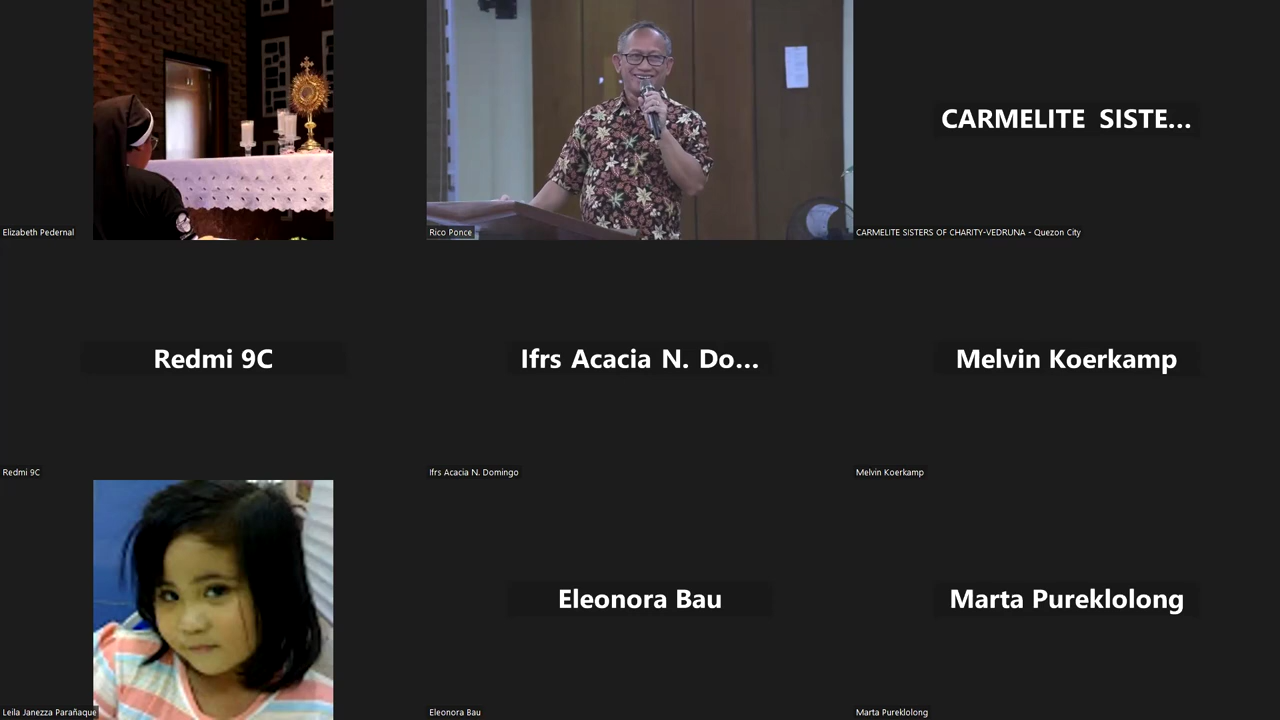 CARMELITE SISTE...
Elizabeth Pedernal
Rico Ponce
CARMELITE SISTERS OF CHARITY-VEDRUNA - Quezon City
Redmi 9C
Ifrs Acacia N. Do...
Melvin Koerkamp
Redmi 9C
Ifrs Acacia N. Domingo
Melvin Koerkamp
Eleonora Bau
Marta Pureklolong
Leila Janezza Parañaque
Eleonora Bau
Marta Pureklolong